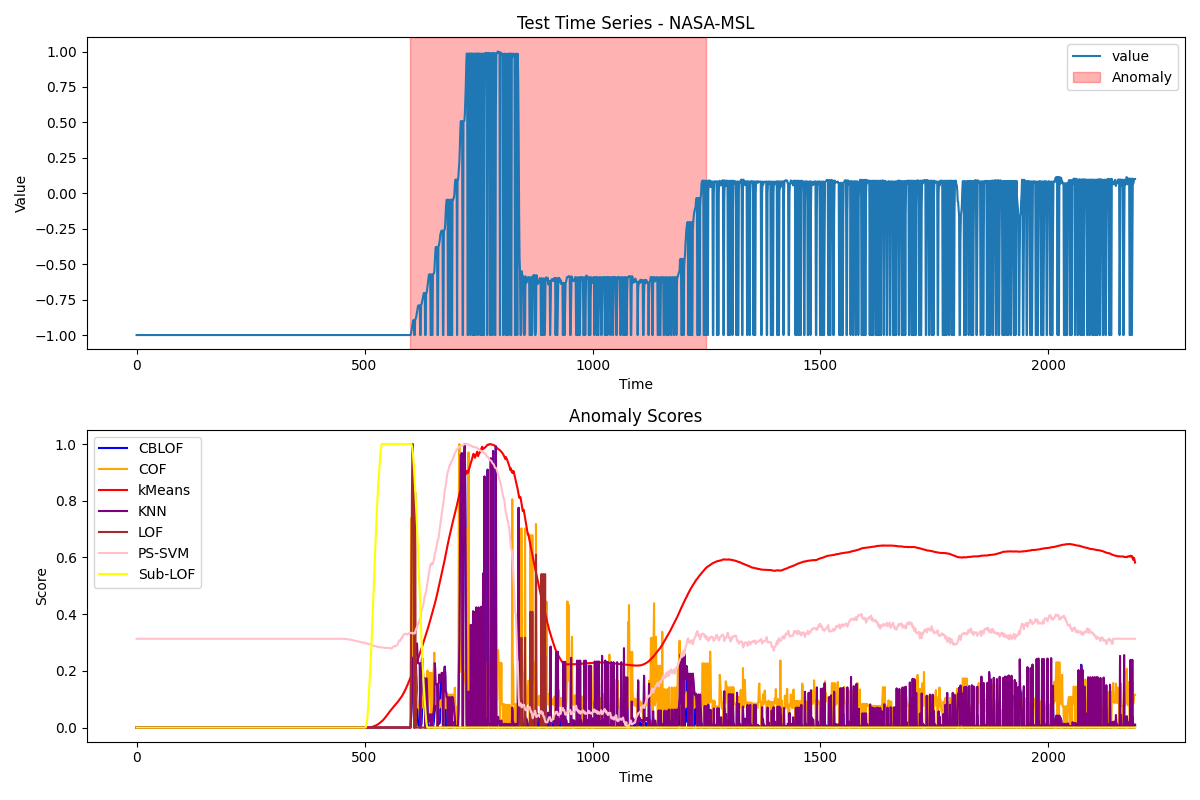 Test Time Series - NASA-MSL
1.00
0.75
0.50
0.25
0.00
−0.25
−0.50
−0.75
−1.00
Value
value
Anomaly
0 500 1000 1500 2000
Time
Anomaly Scores
1.0
0.8
0.6
0.4
0.2
0.0
Score
CBLOF
COF
kMeans
KNN
LOF
PS-SVM
Sub-LOF
0 500 1000 1500 2000
Time